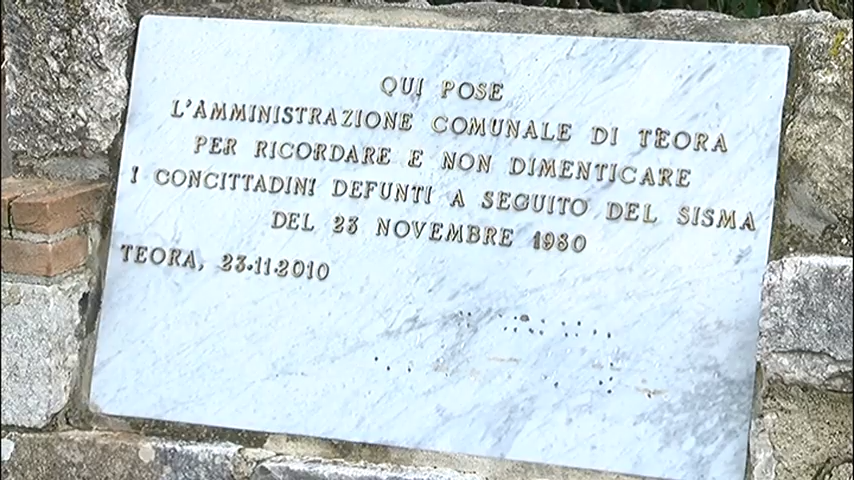 QUI POSE
L'AMMINISTRAZIONE COMUNALE DI TEORA
PER RICORDARE E NON DIMENTICARE
I CONCITTADINI DEFUNTI A SEGUITO DEL SISMA
DEL 23 NOVEMBRE 1980
TEORA, 23·11·2010